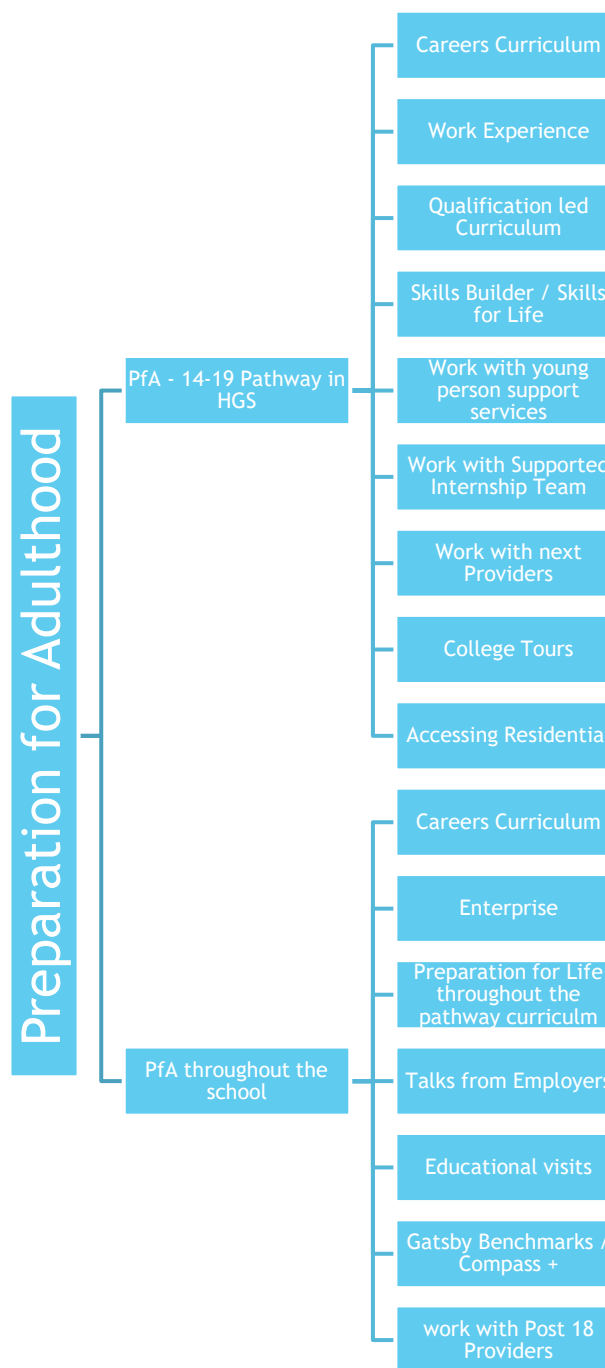 Preparation for Adulthood
PfA - 14-19 Pathway in
HGS
Careers Curriculum
Work Experience
Qualification led
Curriculum
Skills Builder / Skills
for Life
Work with young
person support
services
Work with Supported
Internship Team
Work with next
Providers
College Tours
Accessing Residential
PfA throughout the
school
Careers Curriculum
Enterprise
Preparation for Life
throughout the
pathway curriculm
Talks from Employers
Educational visits
Gatsby Benchmarks /
Compass +
work with Post 18
Providers